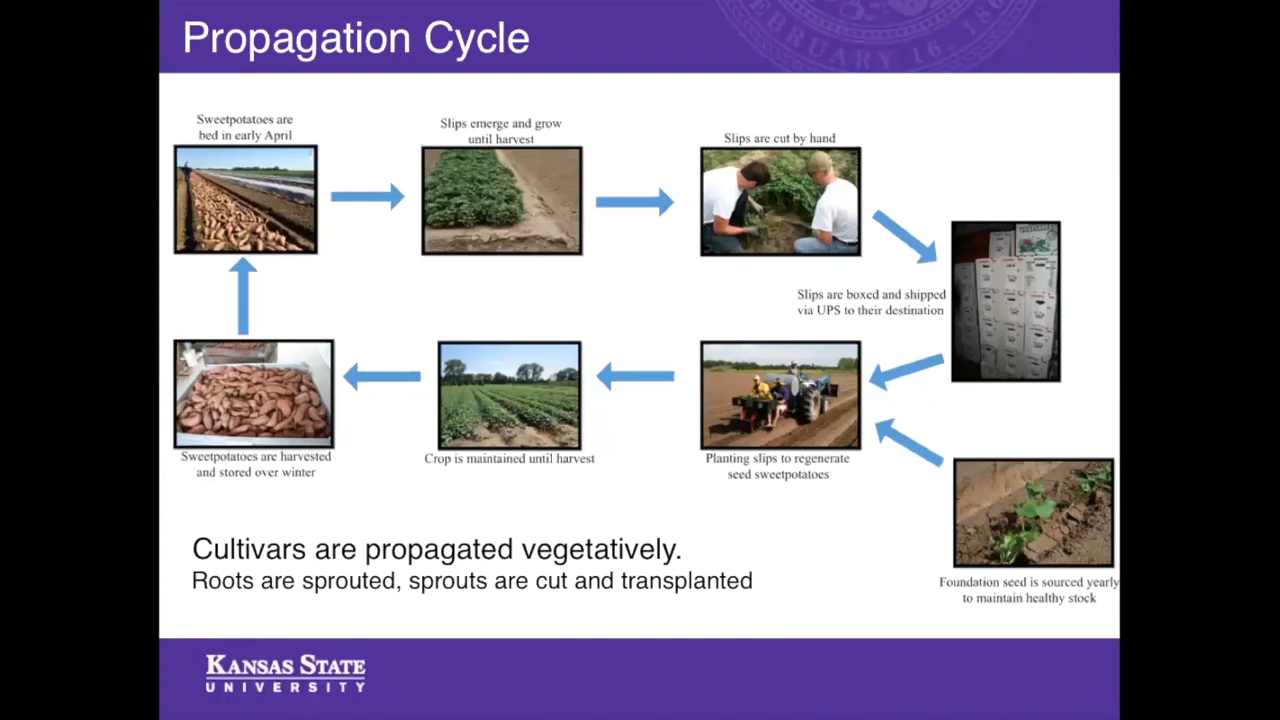 Propagation Cycle
FEBRUARY 16, 186
Sweetpotatoes are
bed in early April
Slips emerge and grow
until harvest
Slips are cut by hand
Slips are boxed and shipped
via UPS to their destination
Sweetpotatoes are harvested
and stored over winter
Crop is maintained until harvest
Planting slips to regenerate
seed sweetpotatoes
Foundation seed is sourced yearly
to maintain healthy stock
Cultivars are propagated vegetatively.
Roots are sprouted, sprouts are cut and transplanted
KANSAS STATE
UNIVERSITY